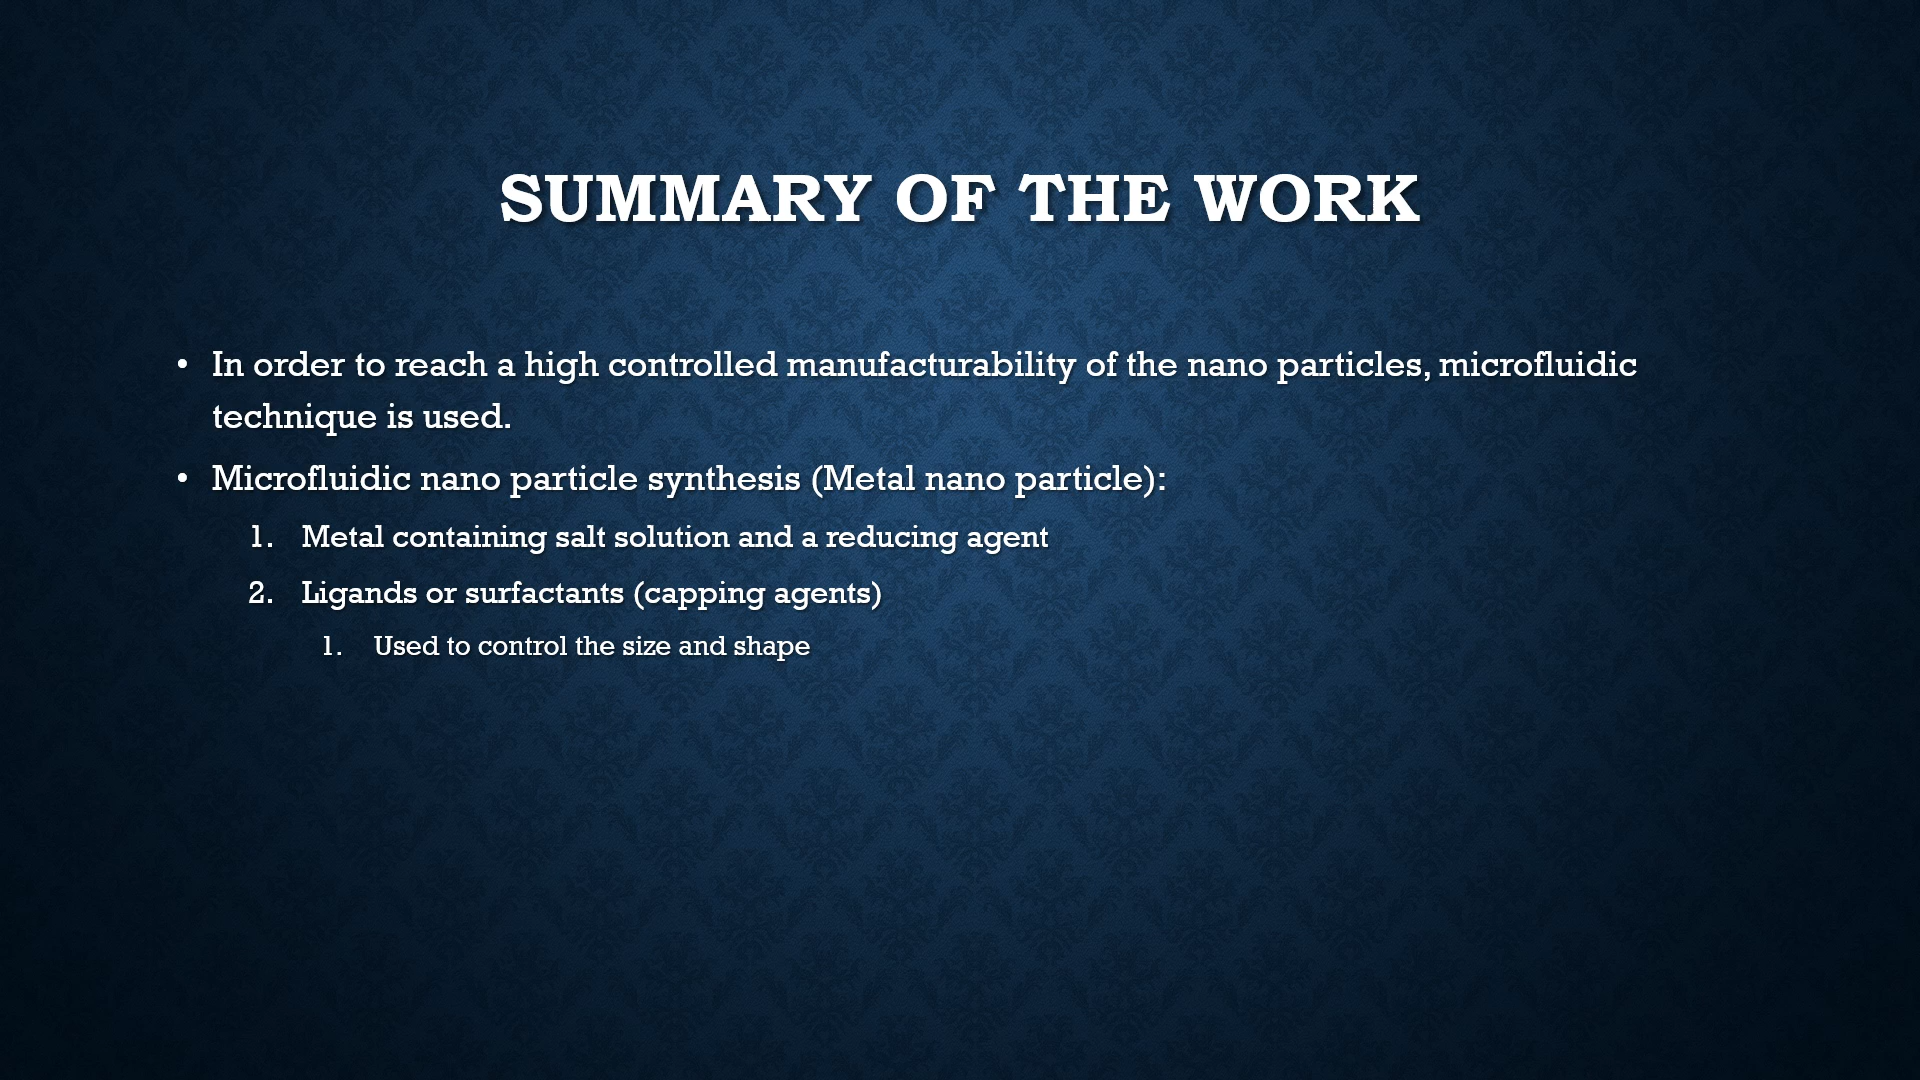 SUMMARY OF THE WORK
• In order to reach a high controlled manufacturability of the nano particles, microfluidic
technique is used.
• Microfluidic nano particle synthesis (Metal nano particle):
1. Metal containing salt solution and a reducing agent
2. Ligands or surfactants (capping agents)
1. Used to control the size and shape